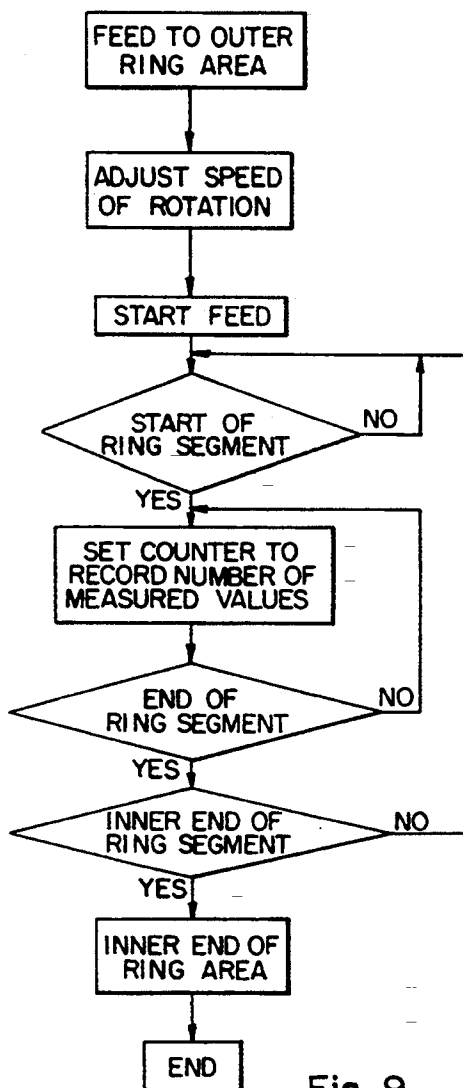 FEED TO OUTER
RING AREA
ADJUST SPEED
OF ROTATION
START FEED
START OF
RING SEGMENT
NO
YES
SET COUNTER TO
RECORD NUMBER OF
MEASURED VALUES
END OF
RING SEGMENT
NO
YES
INNER END OF
RING SEGMENT
NO
YES
INNER END OF
RING AREA
END
Fig. 9